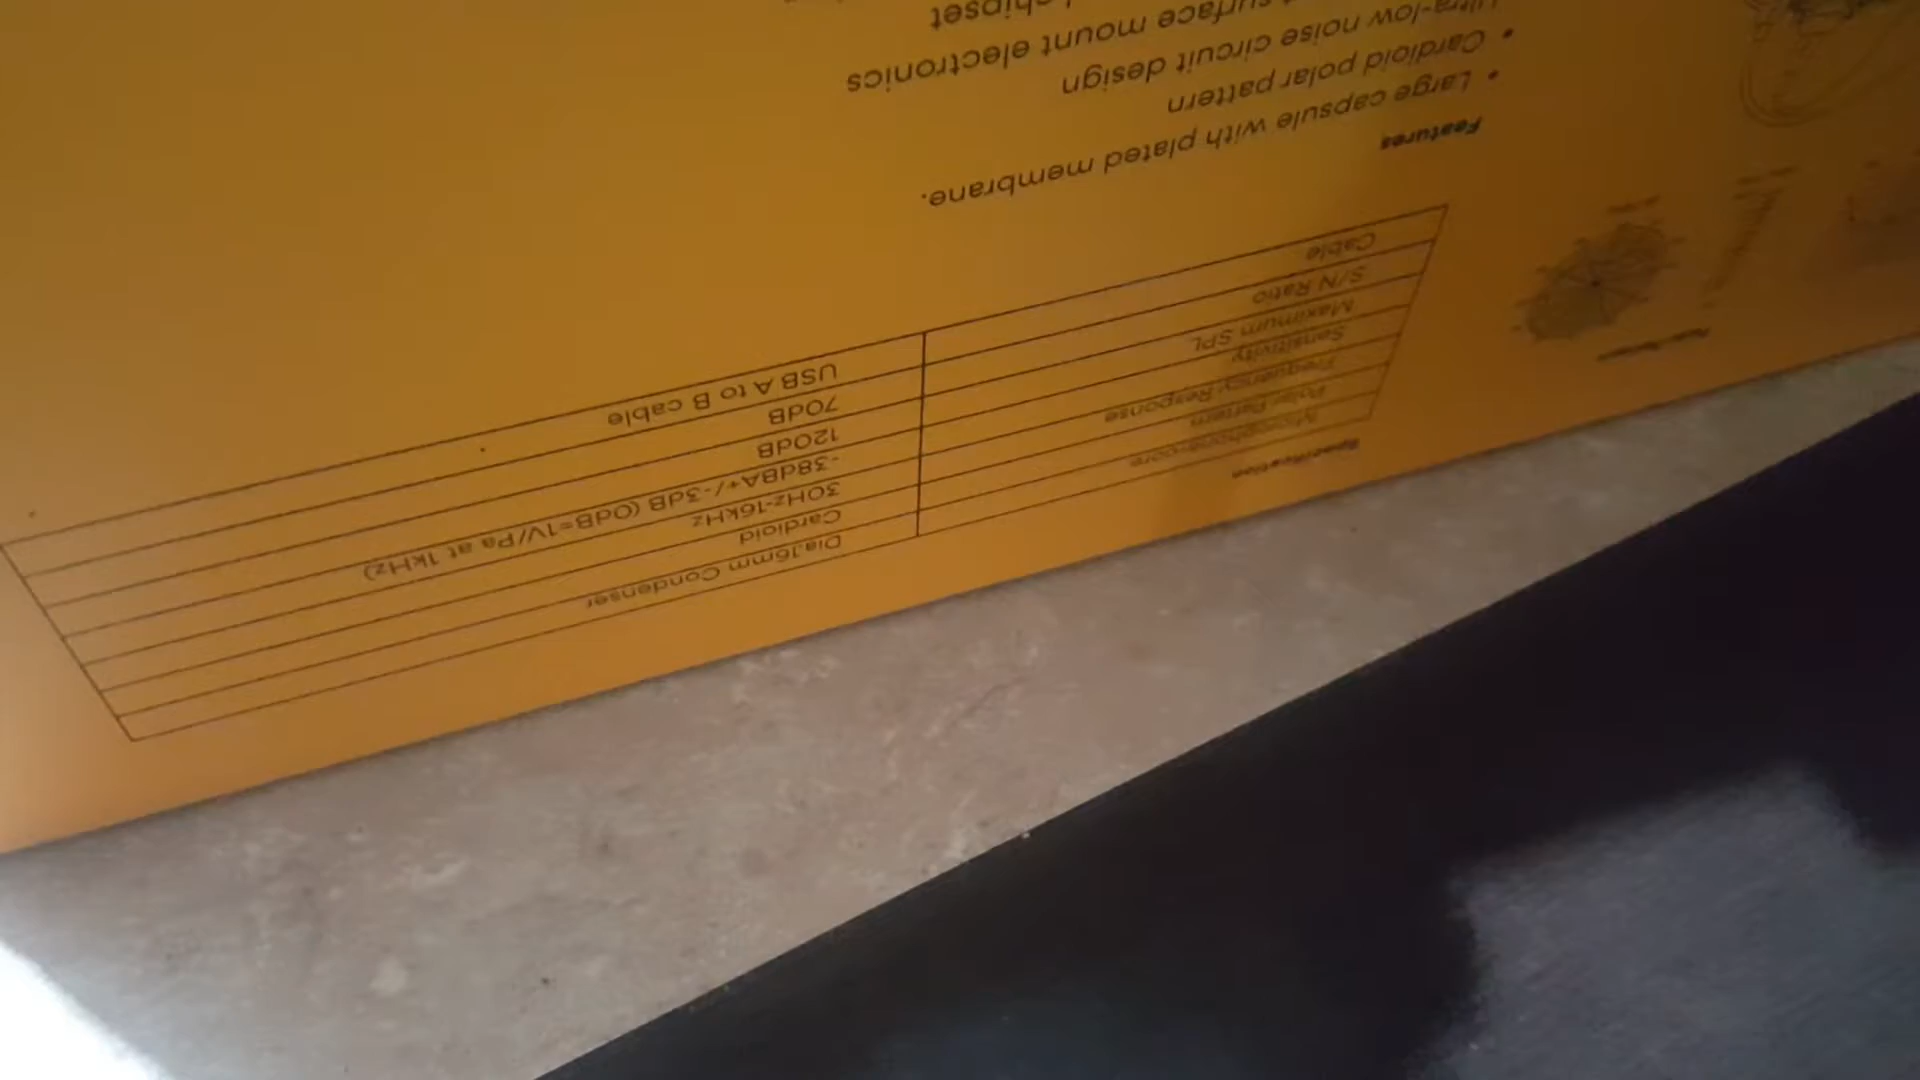 Specification
Microphone core Dia.16mm Condenser
Polar Pattern Cardioid
Frequency Response 30Hz-16kHz
Sensitivity -38dBA+/-3dB (0dB=1V/Pa at 1kHz)
Maximum SPL 120dB
S/N Ratio 70dB
Cable USB A to B cable
Features
• Large capsule with plated membrane.
• Cardioid polar pattern
Ultra-low noise circuit design
surface mount electronics
chipset